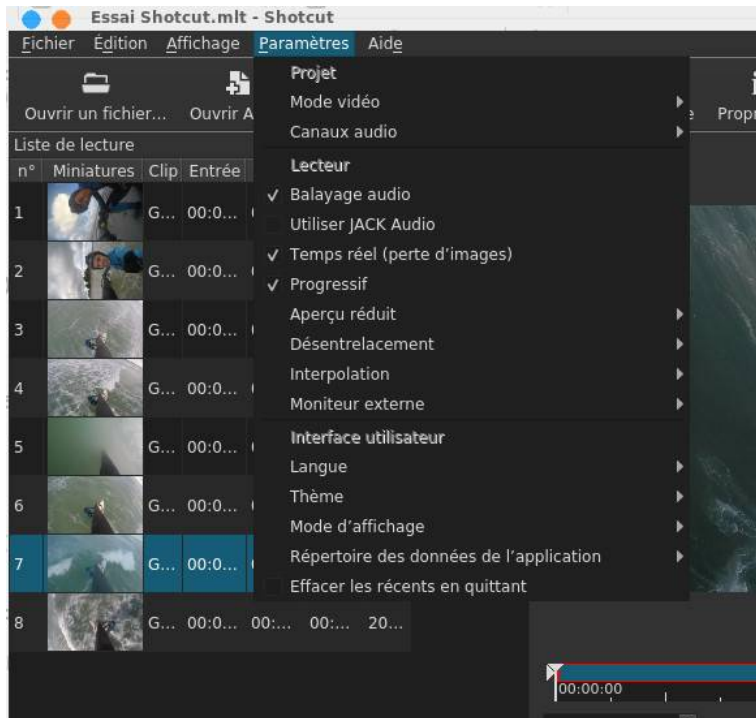 Essai Shotcut.mlt - Shotcut
Fichier Édition Affichage Paramètres Aide
Ouvrir un fichier... Ouvrir A
Propr
Liste de lecture
n° Miniatures Clip Entrée
Projet
Mode vidéo
Canaux audio
Lecteur
✓ Balayage audio
Utiliser JACK Audio
✓ Temps réel (perte d’images)
✓ Progressif
Aperçu réduit
Désentrelacement
Interpolation
Moniteur externe
Interface utilisateur
Langue
Thème
Mode d’affichage
Répertoire des données de l’application
Effacer les récents en quittant
1 G... 00:0...
2 G... 00:0...
3 G... 00:0...
4 G... 00:0...
5 G... 00:0...
6 G... 00:0...
7 G... 00:0...
8 G... 00:0... 00:... 00:... 20...
00:00:00